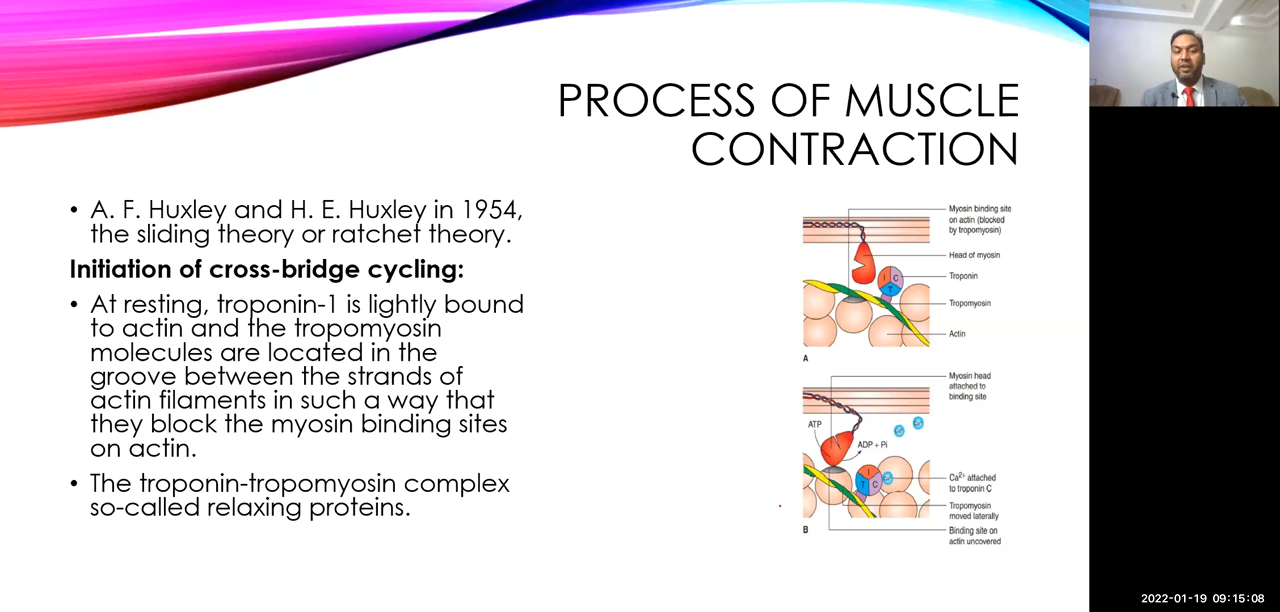 PROCESS OF MUSCLE
CONTRACTION
• A. F. Huxley and H. E. Huxley in 1954,
the sliding theory or ratchet theory.
Initiation of cross-bridge cycling:
• At resting, troponin-1 is lightly bound
to actin and the tropomyosin
molecules are located in the
groove between the strands of
actin filaments in such a way that
they block the myosin binding sites
on actin.
• The troponin-tropomyosin complex
so-called relaxing proteins.
Myosin binding site
on actin (blocked
by tropomyosin)
Head of myosin
I C
Troponin
T
Tropomyosin
Actin
A
Myosin head
attached to
binding site
ATP
ADP + Pi
I
T C
Ca2+ attached
to troponin C
Tropomyosin
moved laterally
B
Binding site on
actin uncovered
2022-01-19 09:15:08